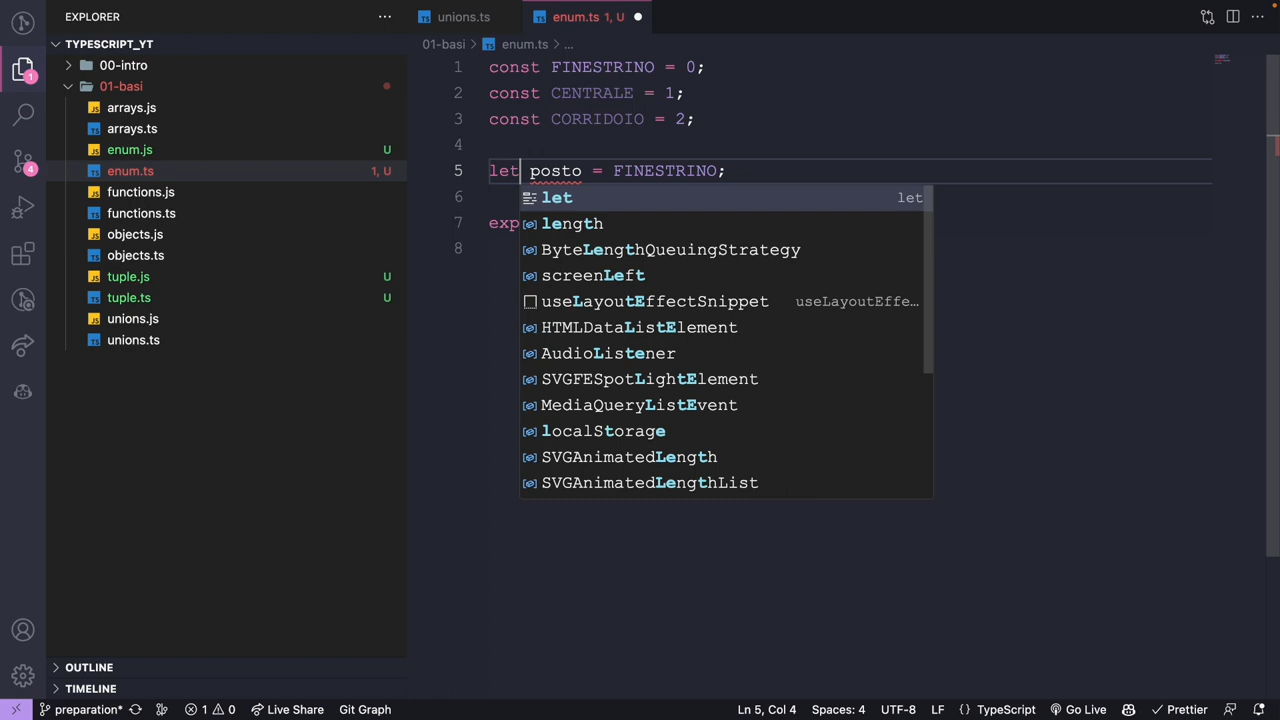 EXPLORER
unions.ts
enum.ts 1, U
TYPESCRIPT_YT
01-basi > enum.ts > ...
00-intro
01-basi
arrays.js
arrays.ts
enum.js U
enum.ts 1, U
functions.js
functions.ts
objects.js
objects.ts
tuple.js U
tuple.ts U
unions.js
unions.ts
OUTLINE
TIMELINE
1 const FINESTRINO = 0;
2 const CENTRALE = 1;
3 const CORRIDOIO = 2;
4
5 let posto = FINESTRINO;
6
7 exp
8
let let
length
ByteLengthQueuingStrategy
screenLeft
useLayoutEffectSnippet useLayoutEffe...
HTMLDataListElement
AudioListener
SVGFESpotLightElement
MediaQueryListEvent
localStorage
SVGAnimatedLength
SVGAnimatedLengthList
1
4
preparation* 1 0 Live Share Git Graph Ln 5, Col 4 Spaces: 4 UTF-8 LF {} TypeScript Go Live Prettier